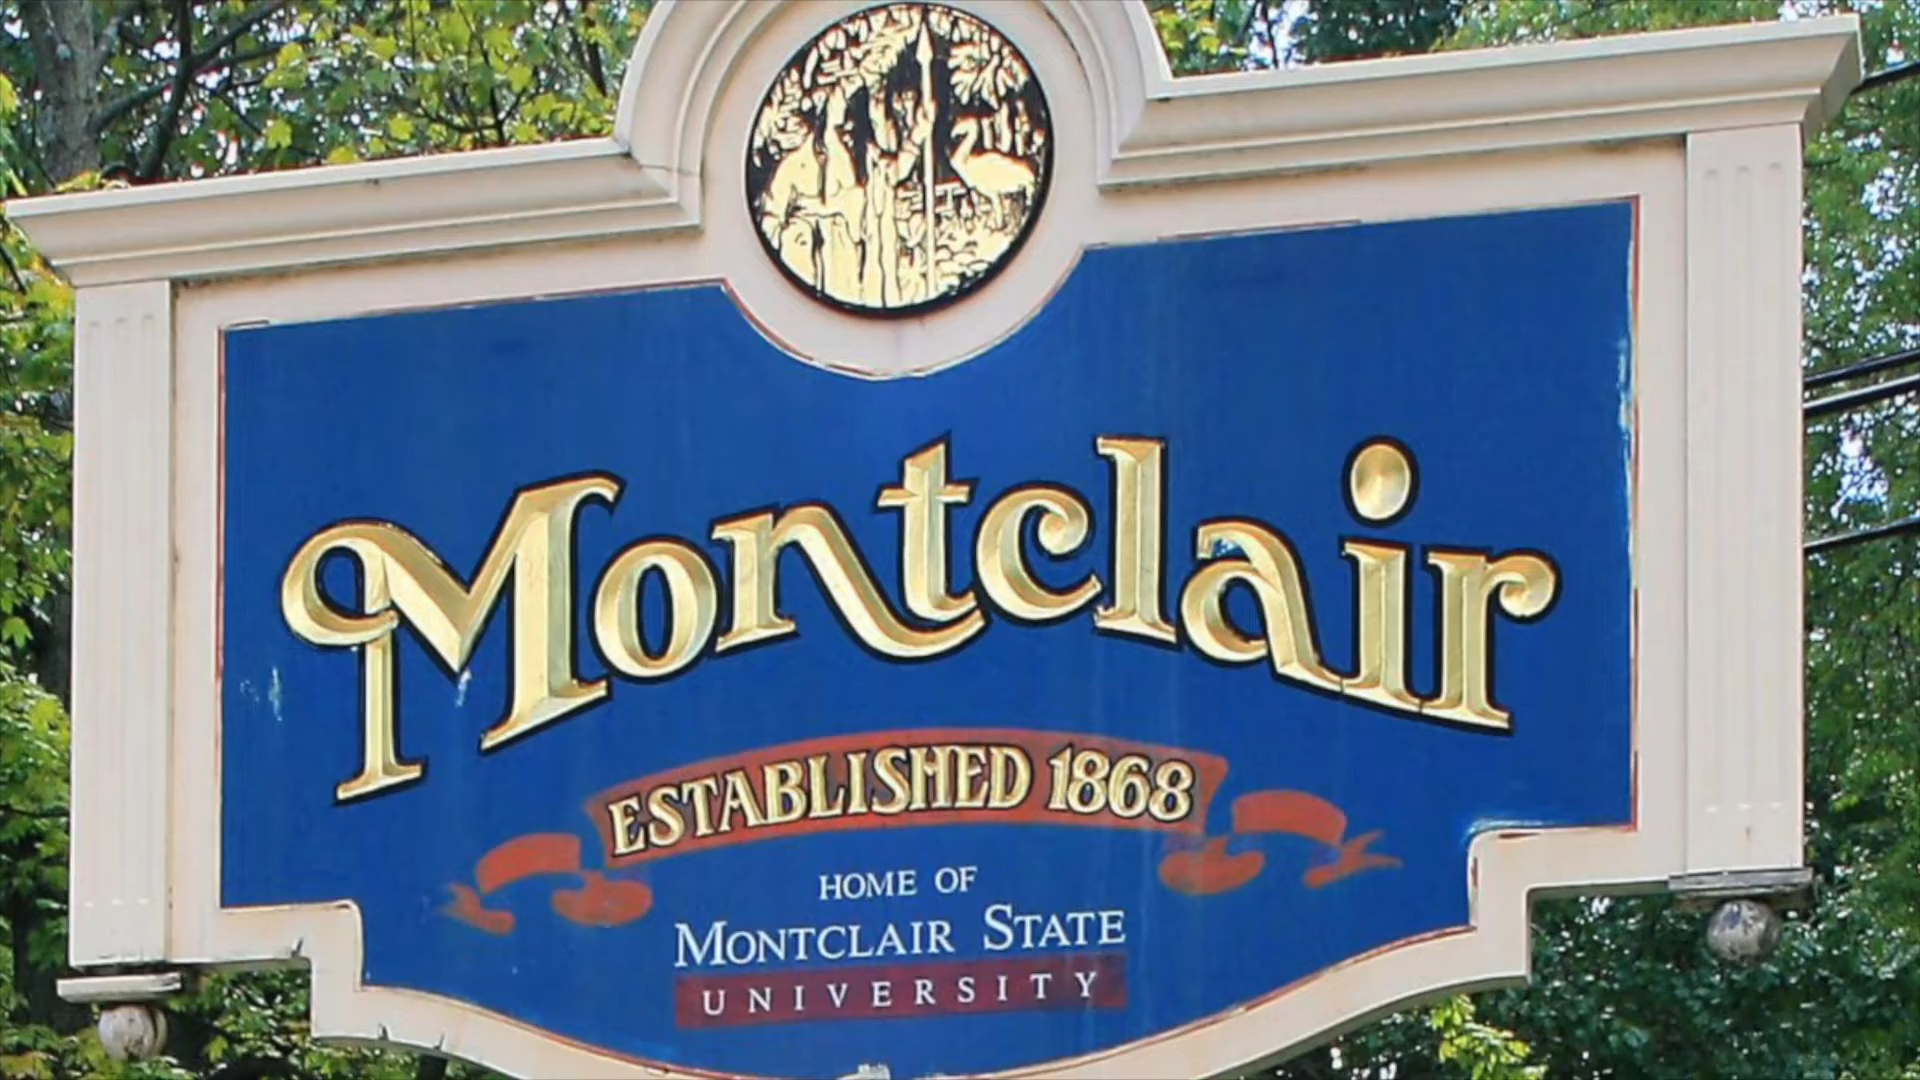 Montclair
ESTABLISHED 1868
HOME OF
MONTCLAIR STATE
UNIVERSITY